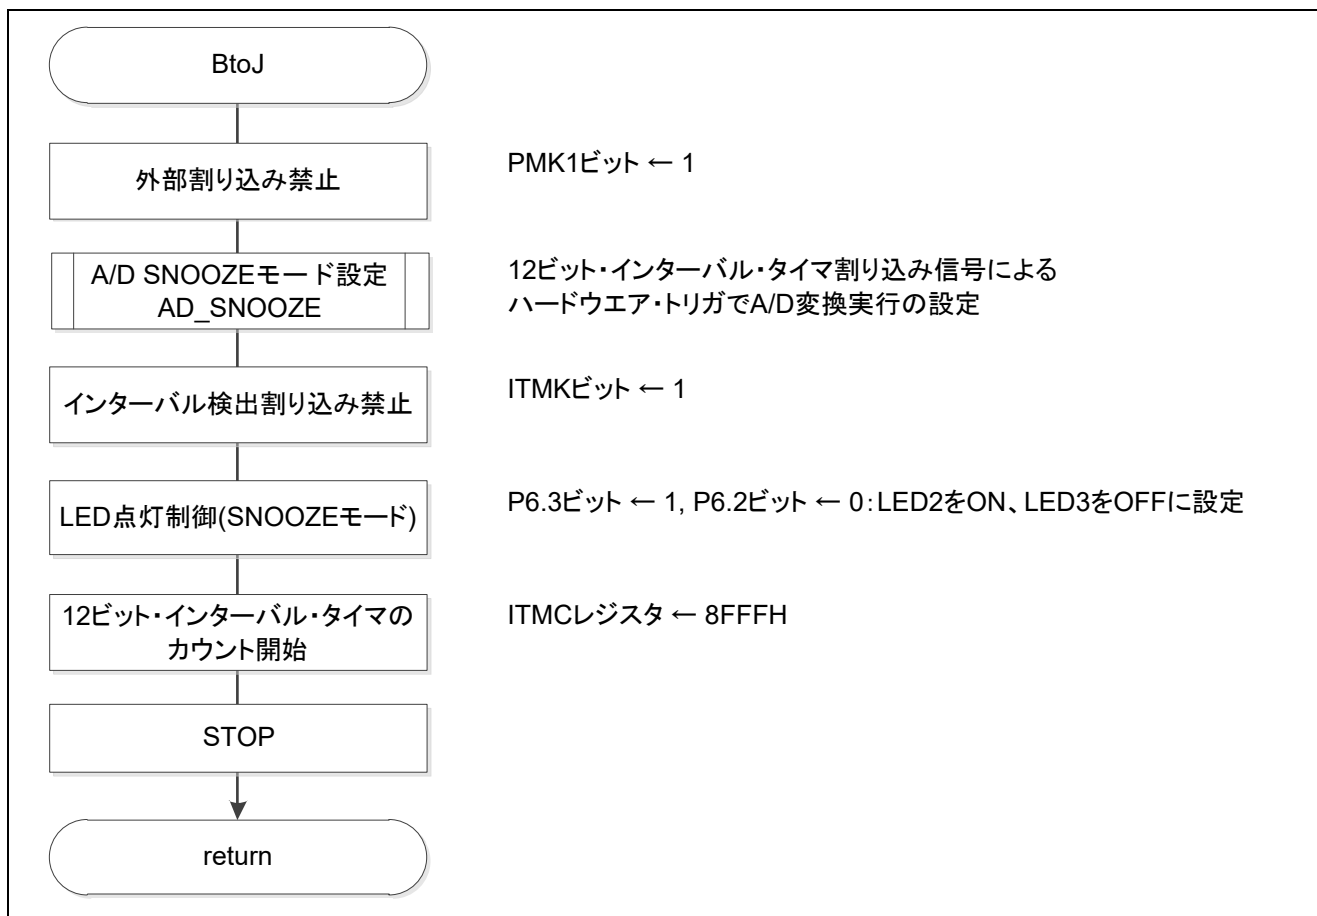 BtoJ
外部割り込み禁止
PMK1ビット ← 1
A/D SNOOZEモード設定
AD_SNOOZE
12ビット・インターバル・タイマ割り込み信号による
ハードウエア・トリガでA/D変換実行の設定
インターバル検出割り込み禁止
ITMKビット ← 1
LED点灯制御(SNOOZEモード)
P6.3ビット ← 1, P6.2ビット ← 0：LED2をON、LED3をOFFに設定
12ビット・インターバル・タイマの
カウント開始
ITMCレジスタ ← 8FFFH
STOP
return